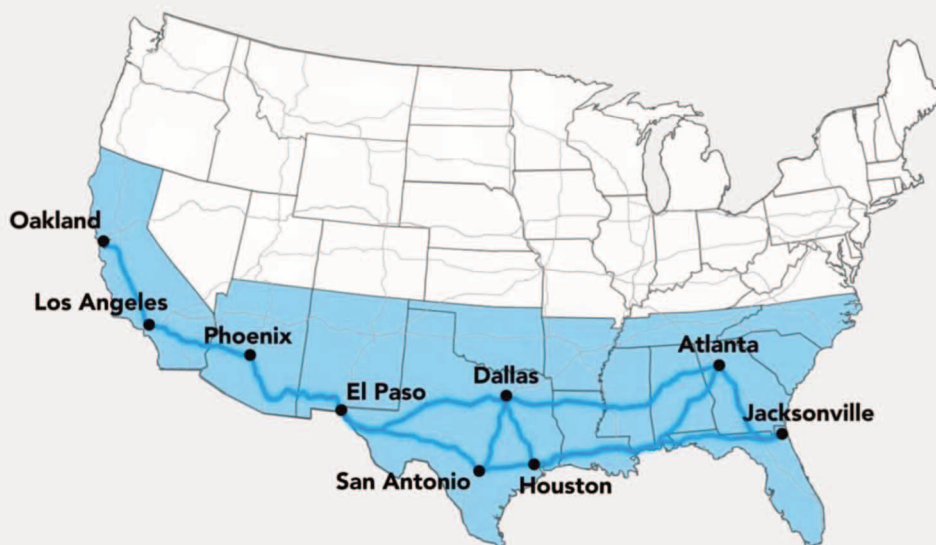 Oakland
Los Angeles
Phoenix
El Paso
Dallas
Atlanta
Jacksonville
San Antonio
Houston